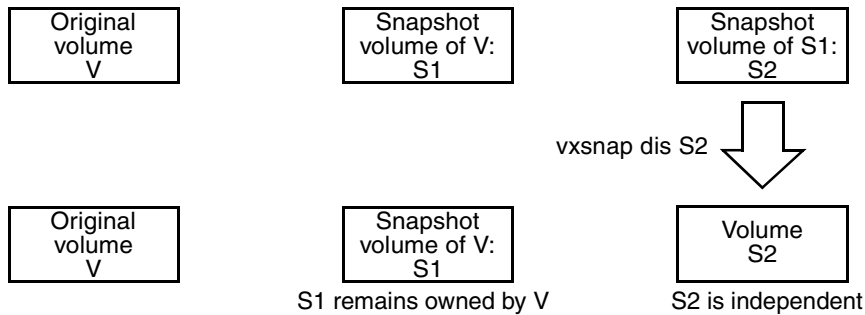 Original
volume
V
Snapshot
volume of V:
S1
Snapshot
volume of S1:
S2
vxsnap dis S2
Original
volume
V
Snapshot
volume of V:
S1
Volume
S2
S1 remains owned by V
S2 is independent